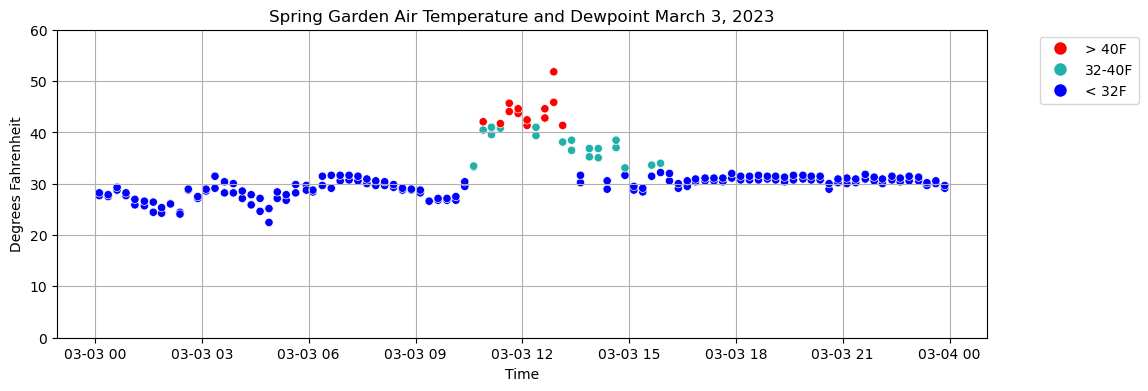 Spring Garden Air Temperature and Dewpoint March 3, 2023
> 40F
32-40F
< 32F
Degrees Fahrenheit
60
50
40
30
20
10
0
03-03 00
03-03 03
03-03 06
03-03 09
03-03 12
03-03 15
03-03 18
03-03 21
03-04 00
Time